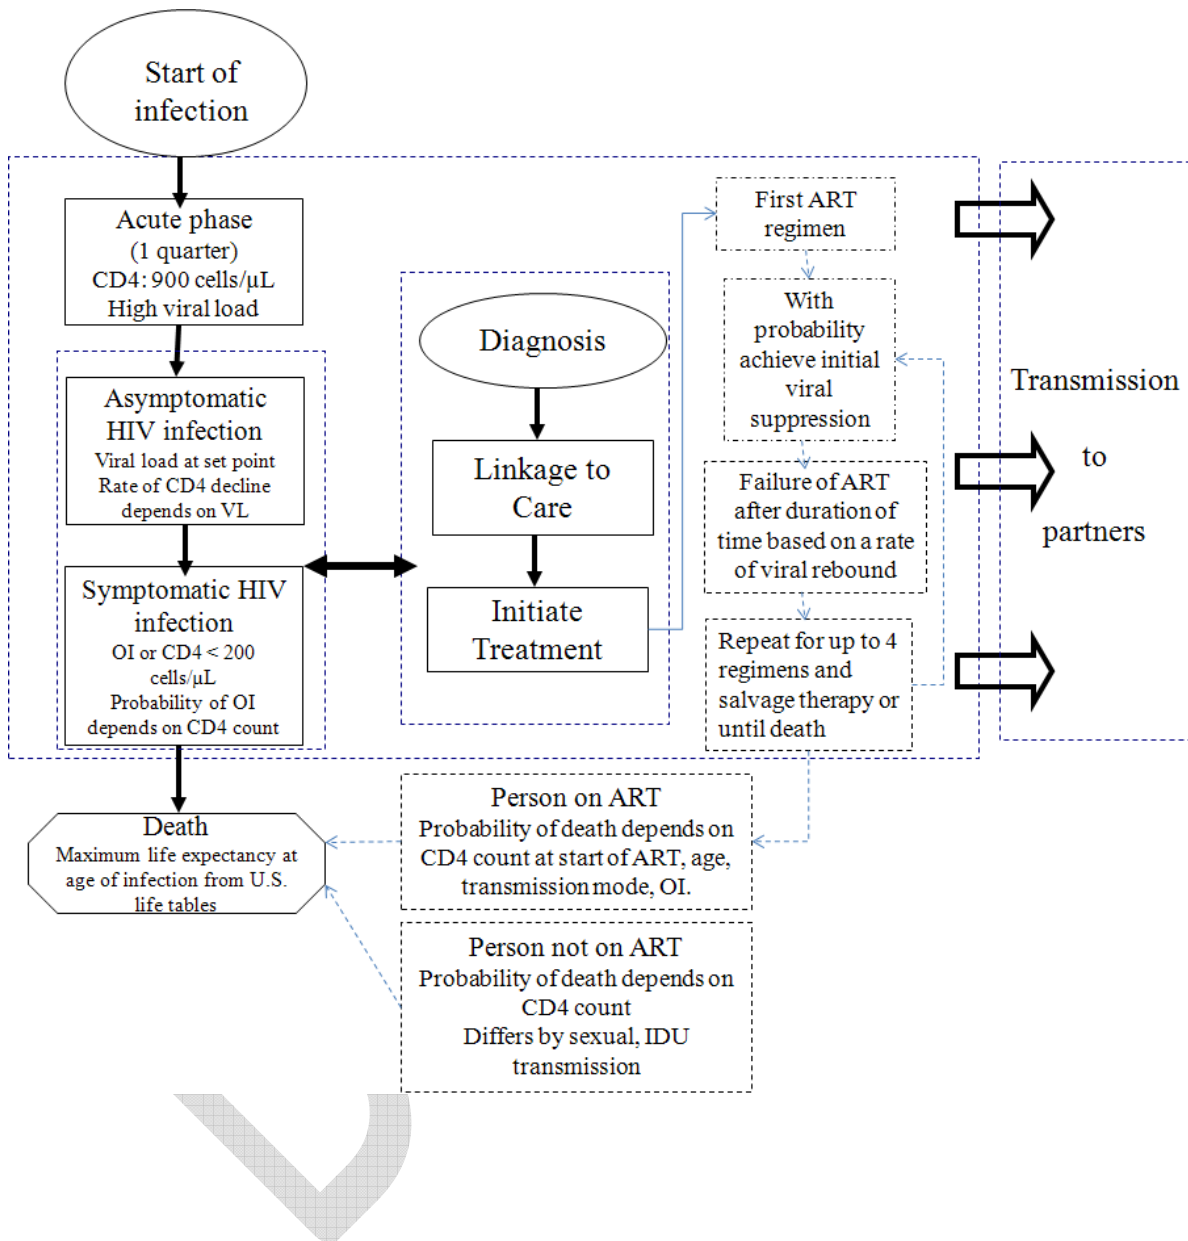 Start of
infection
Acute phase
(1 quarter)
CD4: 900 cells/µL
High viral load
Asymptomatic
HIV infection
Viral load at set point
Rate of CD4 decline
depends on VL
Symptomatic HIV
infection
OI or CD4 < 200
cells/µL
Probability of OI
depends on CD4 count
Death
Maximum life expectancy at
age of infection from U.S.
life tables
Diagnosis
Linkage to
Care
Initiate
Treatment
First ART
regimen
With
probability
achieve initial
viral
suppression
Failure of ART
after duration of
time based on a rate
of viral rebound
Repeat for up to 4
regimens and
salvage therapy or
until death
Person on ART
Probability of death depends on
CD4 count at start of ART, age,
transmission mode, OI.
Person not on ART
Probability of death depends on
CD4 count
Differs by sexual, IDU
transmission
Transmission
to
partners